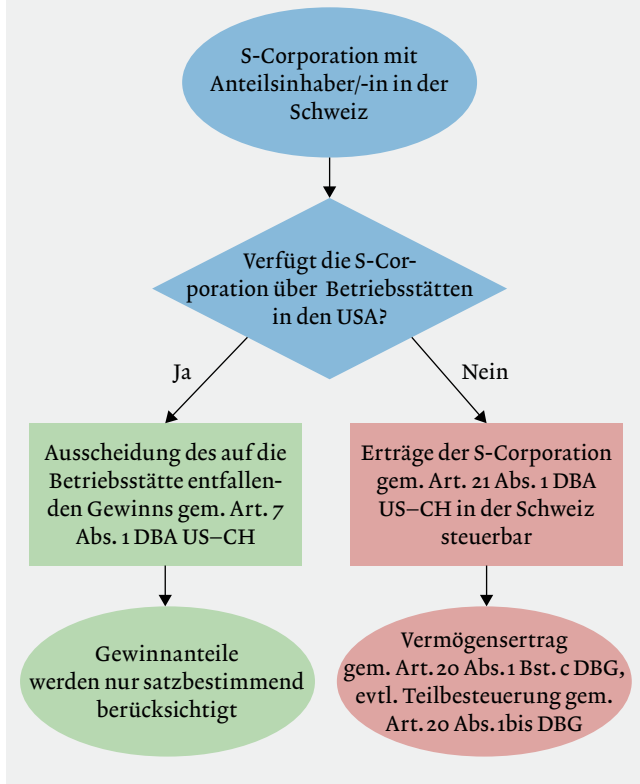 S-Corporation mit
Anteilsinhaber/-in in der
Schweiz
Verfügt die S-Cor-
poration über Betriebsstätten
in den USA?
Ja
Nein
Ausscheidung des auf die
Betriebsstätte entfallen-
den Gewinns gem. Art. 7
Abs. 1 DBA US–CH
Erträge der S-Corporation
gem. Art. 21 Abs. 1 DBA
US–CH in der Schweiz
steuerbar
Gewinnanteile
werden nur satzbestimmend
berücksichtigt
Vermögensertrag
gem. Art. 20 Abs. 1 Bst. c DBG,
evtl. Teilbesteuerung gem.
Art. 20 Abs. 1bis DBG